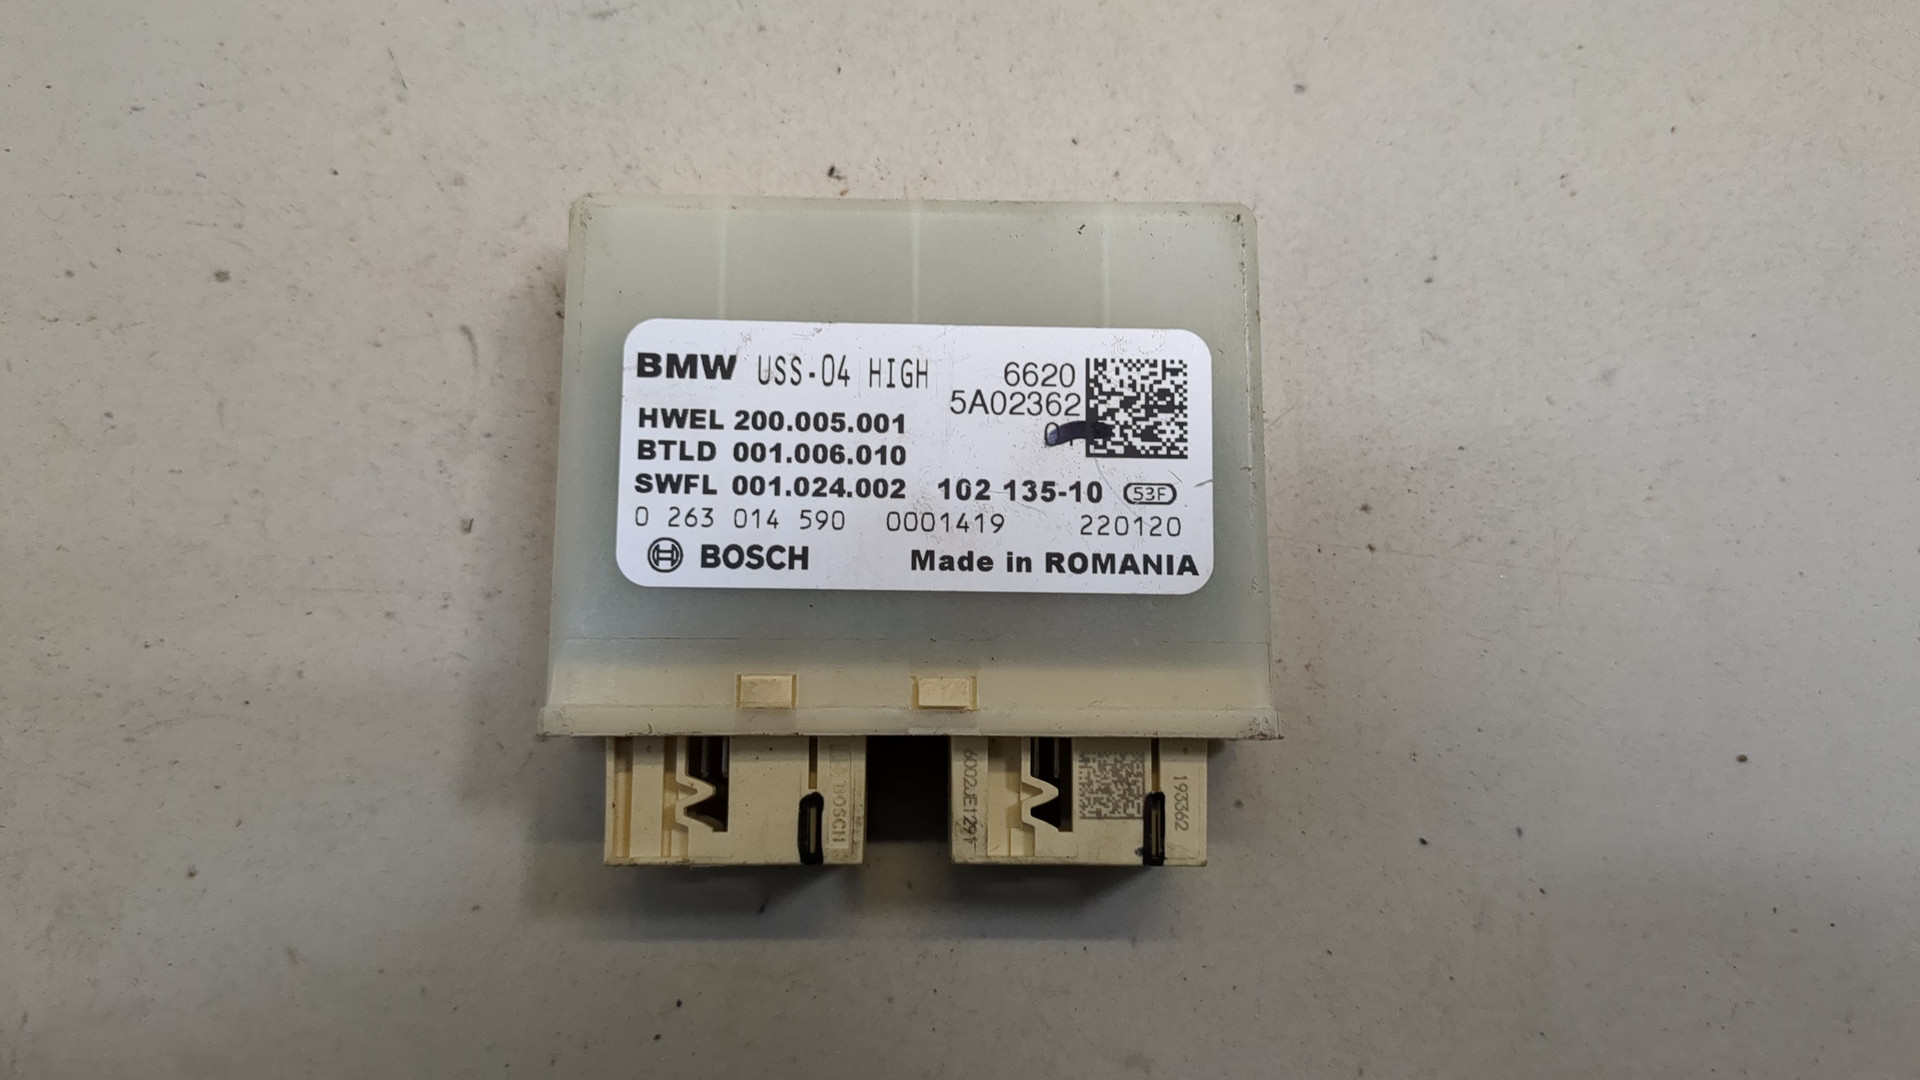 BMW USS-04 HIGH 6620
5A02362
HWEL 200.005.001
BTLD 001.006.010
SWFL 001.024.002 102 135-10 53F
0 263 014 590 0001419 220120
BOSCH Made in ROMANIA
BOSCH
193362